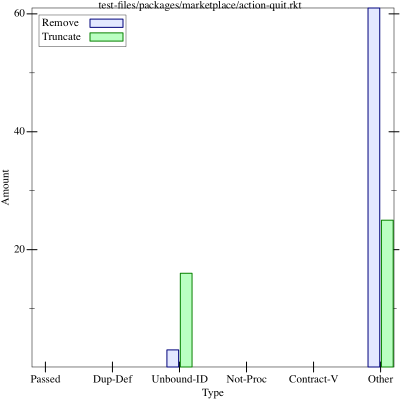 test-files/packages/marketplace/action-quit.rkt
60
Remove
Truncate
40
Amount
20
Passed Dup-Def Unbound-ID Not-Proc Contract-V Other
Type